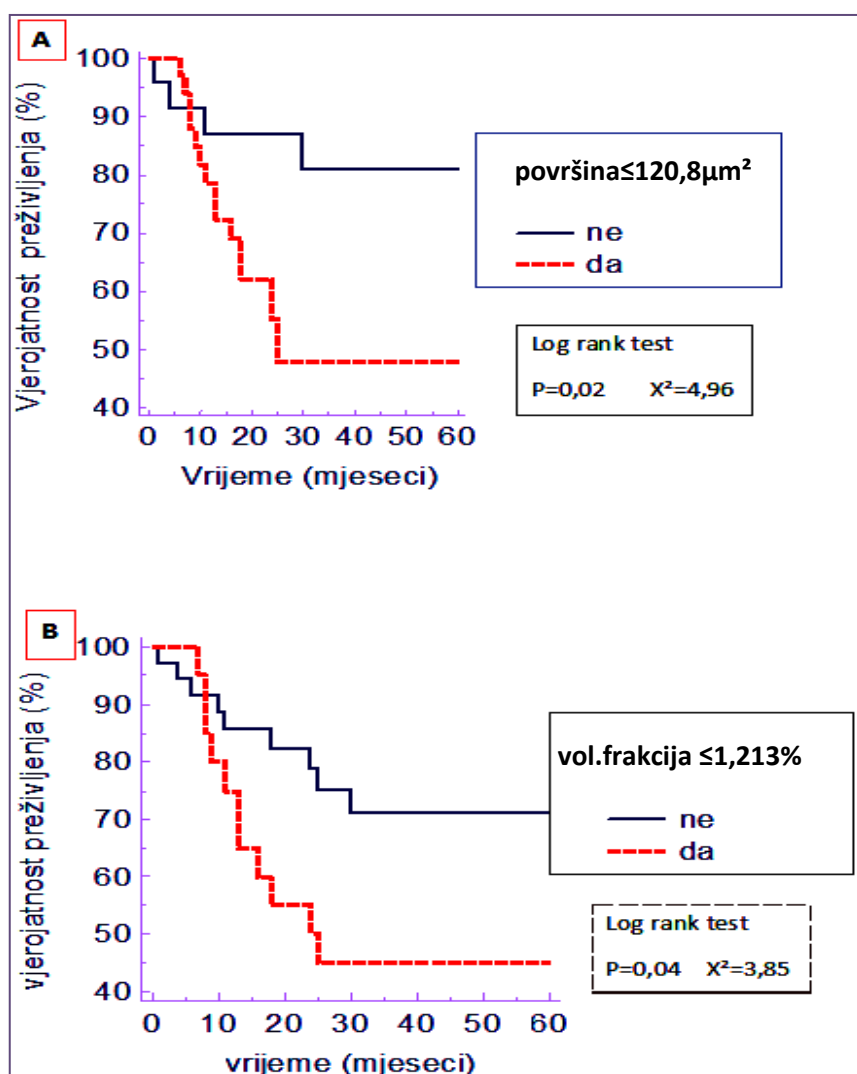 A
Vjerojatnost preživljenja (%)
100
90
80
70
60
50
40
0 10 20 30 40 50 60
Vrijeme (mjeseci)
površina≤120,8µm²
ne
da
Log rank test
P=0,02 X²=4,96
B
vjerojatnost preživljenja (%)
100
90
80
70
60
50
40
0 10 20 30 40 50 60
vrijeme (mjeseci)
vol.frakcija ≤1,213%
ne
da
Log rank test
P=0,04 X²=3,85